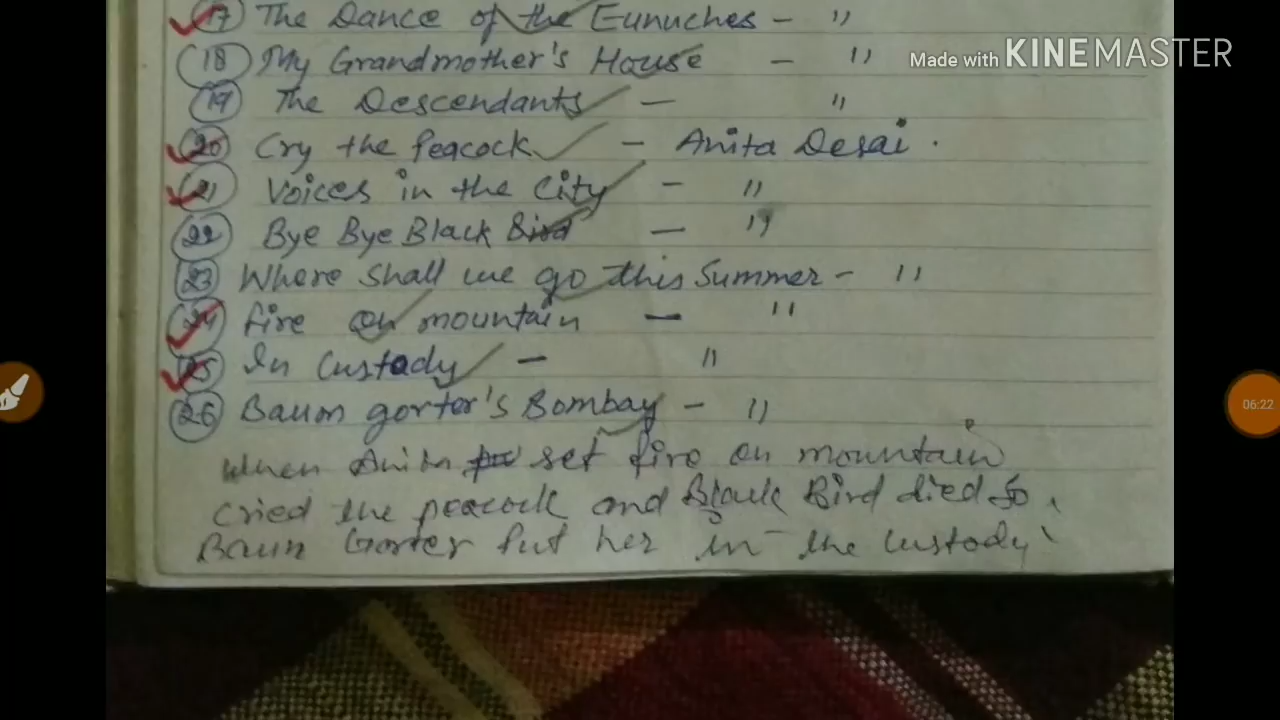 17 The Dance of the Eunuches - "
Made with KINEMASTER
18 My Grandmother's House - "
19 The Descendants - "
20 Cry the Peacock - Anita Desai .
21 Voices in the City - "
22 Bye Bye Black Bird - "
23 Where shall we go this Summer - "
24 fire on mountain - "
25 In Custody - "
06:22
26 Baum gorter's Bombay - "
When Anita set fire on mountain
cried the peacock and Black Bird died so,
Baun Gorter put her in the custody